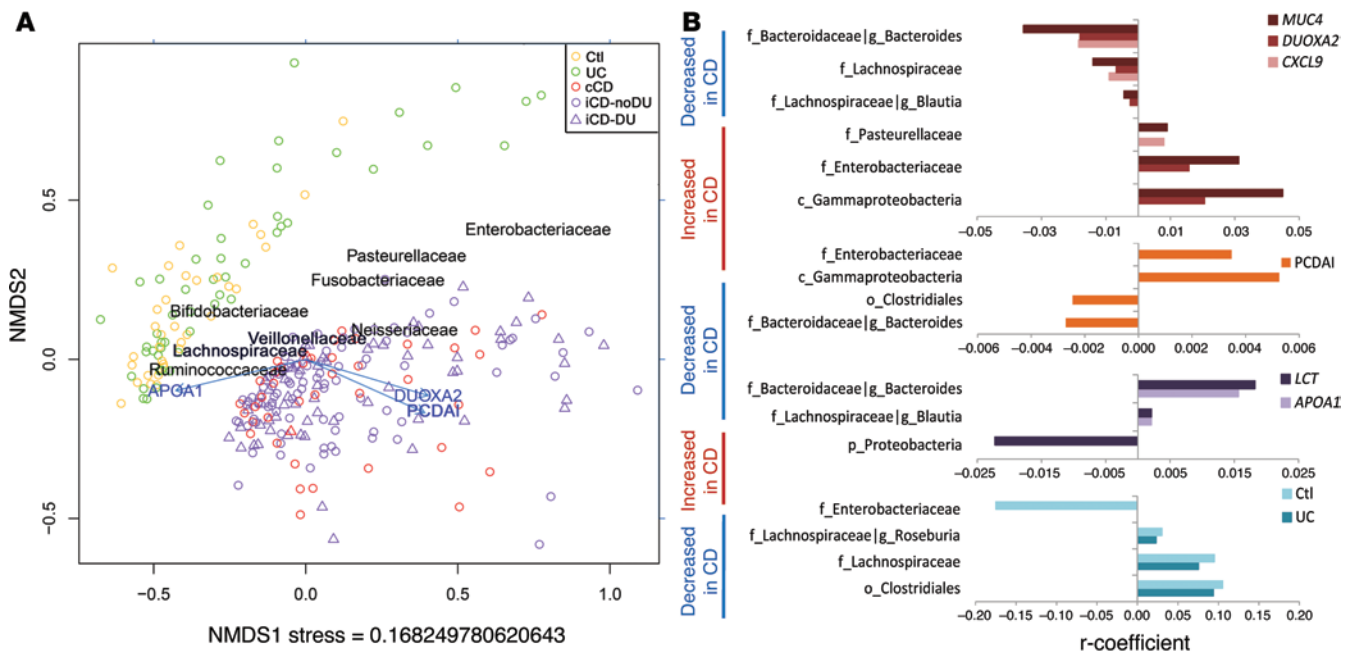 A
NMDS2
0.5
0.0
−0.5
Ctl
UC
cCD
iCD-noDU
iCD-DU
Enterobacteriaceae
Pasteurellaceae
Fusobacteriaceae
Bifidobacteriaceae
Neisseriaceae
Veillonellaceae
Lachnospiraceae
Ruminococcaceae
APOA1
DUOXA2
PCDAI
−0.5
0.0
0.5
1.0
NMDS1 stress = 0.168249780620643
B
Decreased
in CD
Increased
in CD
Decreased
in CD
Increased
in CD
Decreased
in CD
MUC4
DUOXA2
CXCL9
f_Bacteroidaceae|g_Bacteroides
f_Lachnospiraceae
f_Lachnospiraceae|g_Blautia
f_Pasteurellaceae
f_Enterobacteriaceae
c_Gammaproteobacteria
−0.05 −0.03 −0.01 0.01 0.03 0.05
PCDAI
f_Enterobacteriaceae
c_Gammaproteobacteria
o_Clostridiales
f_Bacteroidaceae|g_Bacteroides
−0.006 −0.004 −0.002 0.000 0.002 0.004 0.006
LCT
APOA1
f_Bacteroidaceae|g_Bacteroides
f_Lachnospiraceae|g_Blautia
p_Proteobacteria
−0.025 −0.015 −0.005 0.005 0.015 0.025
Ctl
UC
f_Enterobacteriaceae
f_Lachnospiraceae|g_Roseburia
f_Lachnospiraceae
o_Clostridiales
−0.20 −0.15 −0.10 −0.05 0.00 0.05 0.10 0.15 0.20
r-coefficient